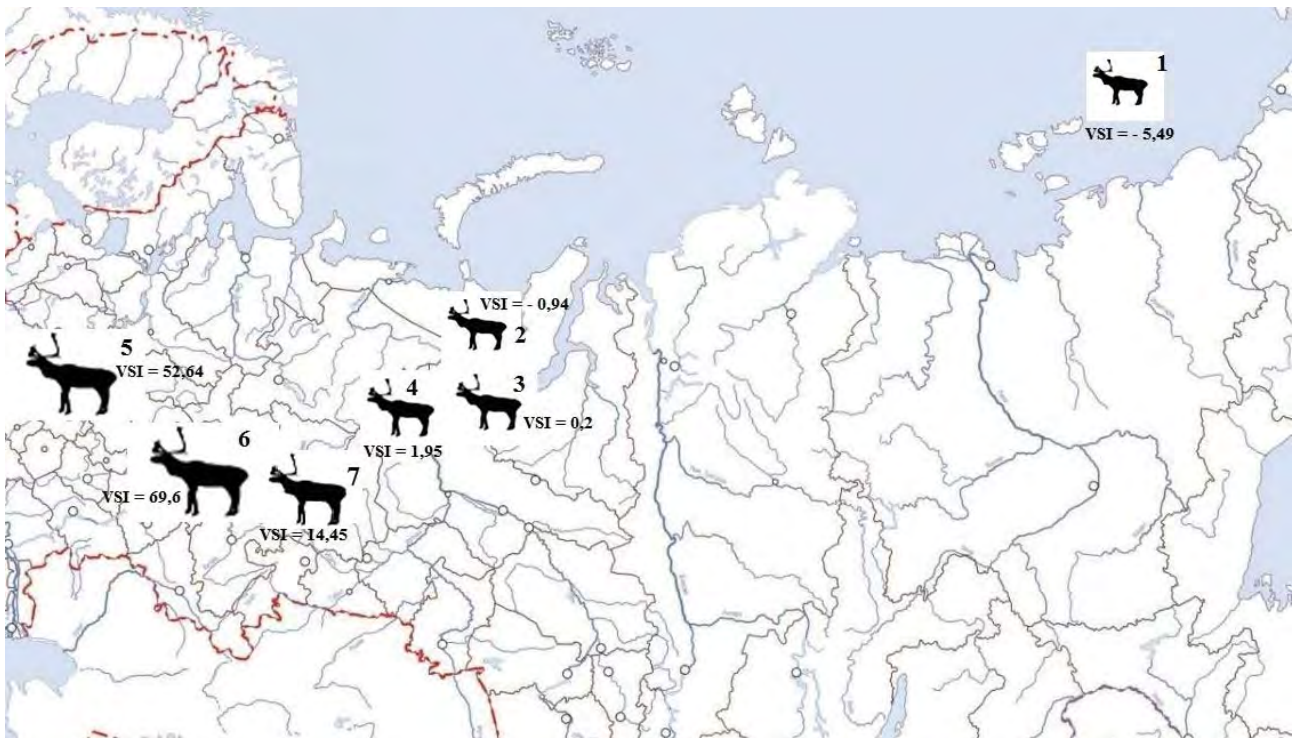 1
VSI = - 5,49
VSI = - 0,94
2
5
VSI = 52,64
4
3
VSI = 0,2
VSI = 1,95
6
7
VSI = 69,6
VSI = 14,45